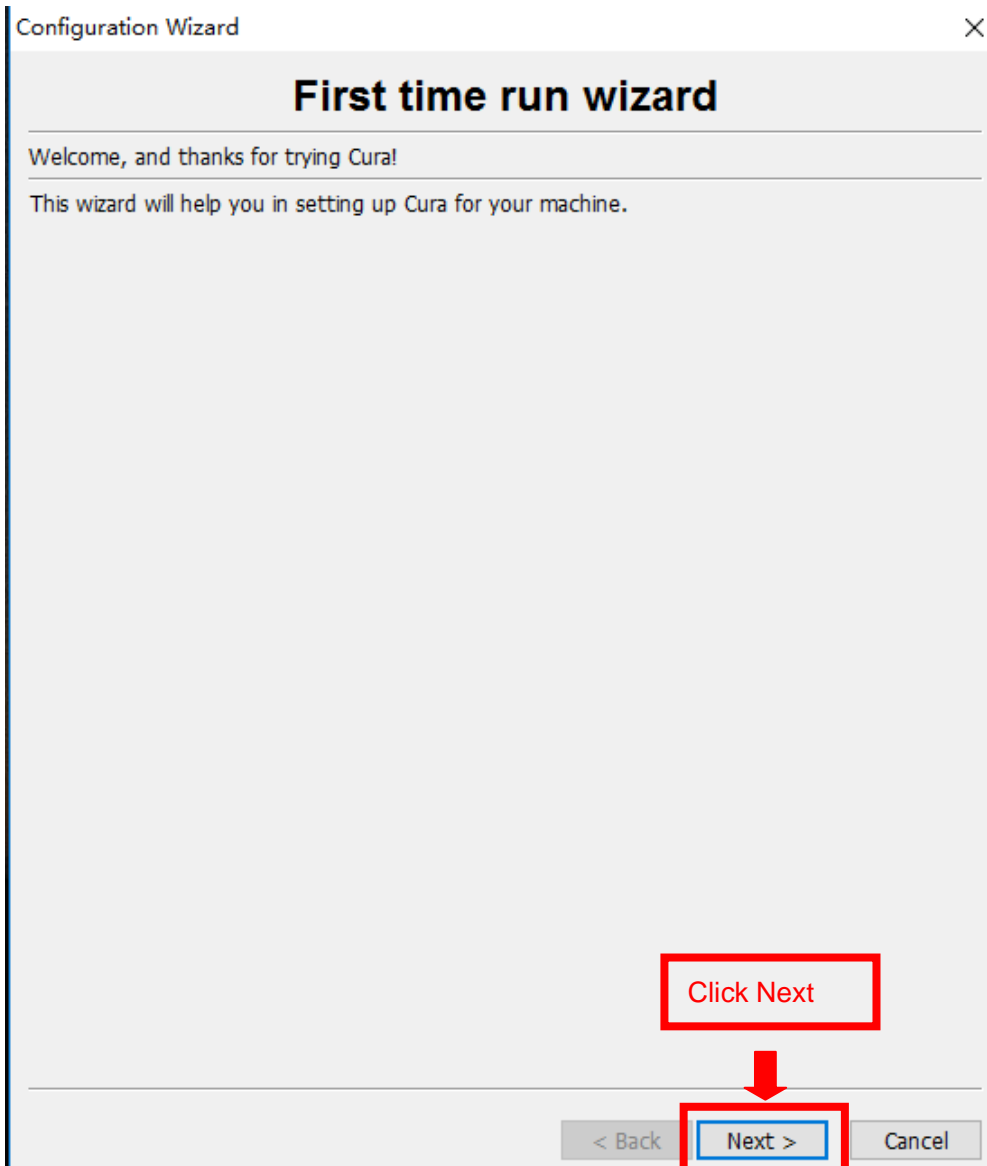 Configuration Wizard
First time run wizard
Welcome, and thanks for trying Cura!
This wizard will help you in setting up Cura for your machine.
Click Next
< Back Next > Cancel